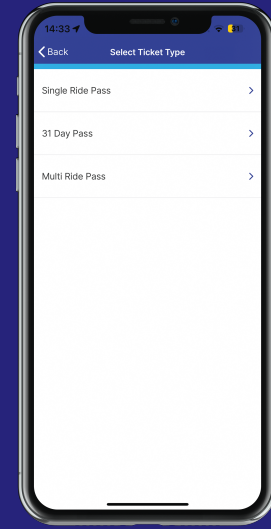 14:33
Back
Select Ticket Type
Single Ride Pass
31 Day Pass
Multi Ride Pass